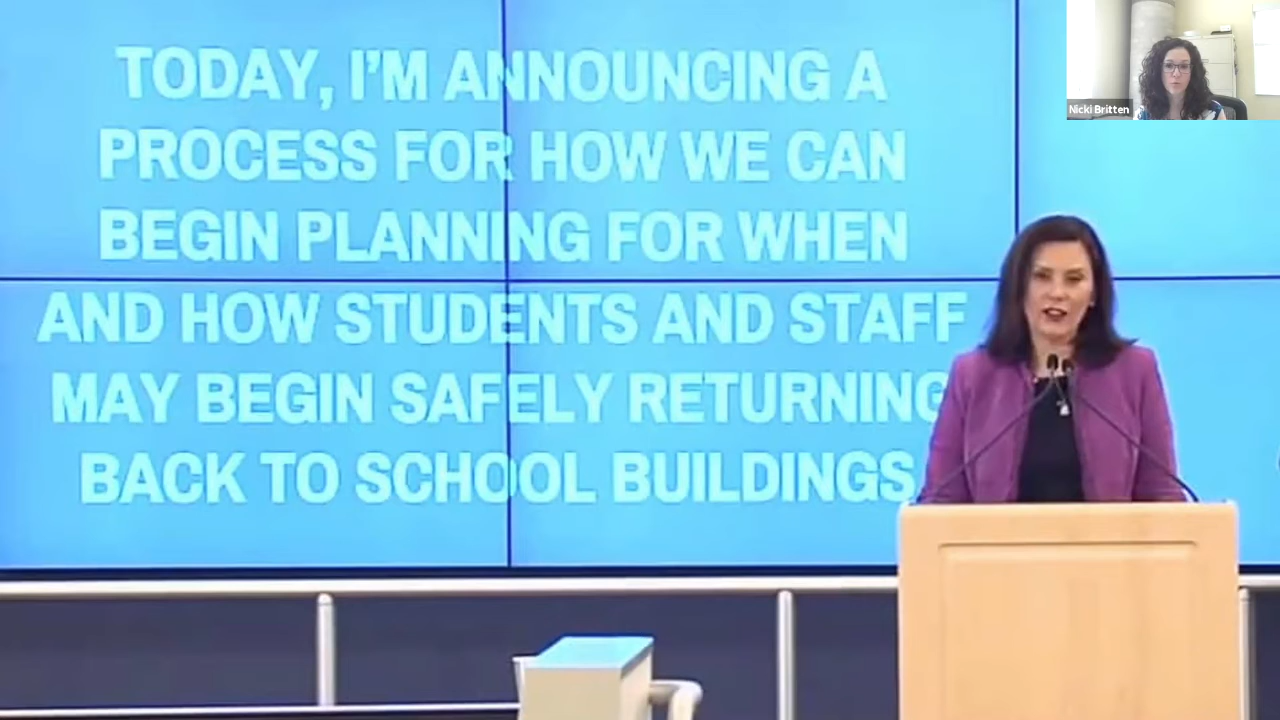 TODAY, I'M ANNOUNCING A
PROCESS FOR HOW WE CAN
BEGIN PLANNING FOR WHEN
AND HOW STUDENTS AND STAFF
MAY BEGIN SAFELY RETURNING
BACK TO SCHOOL BUILDINGS.
Nicki Britten